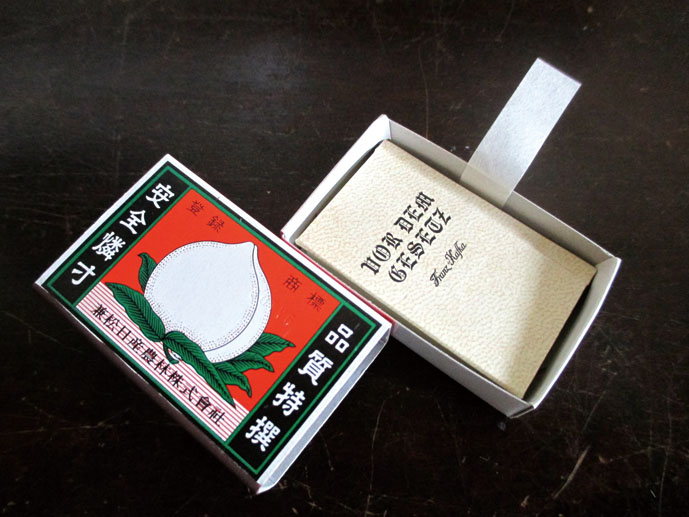 安全燐寸
登録
商標
品質特撰
兼松日産農林株式會社
VOR DEM
GESETZ
Franz Kafka